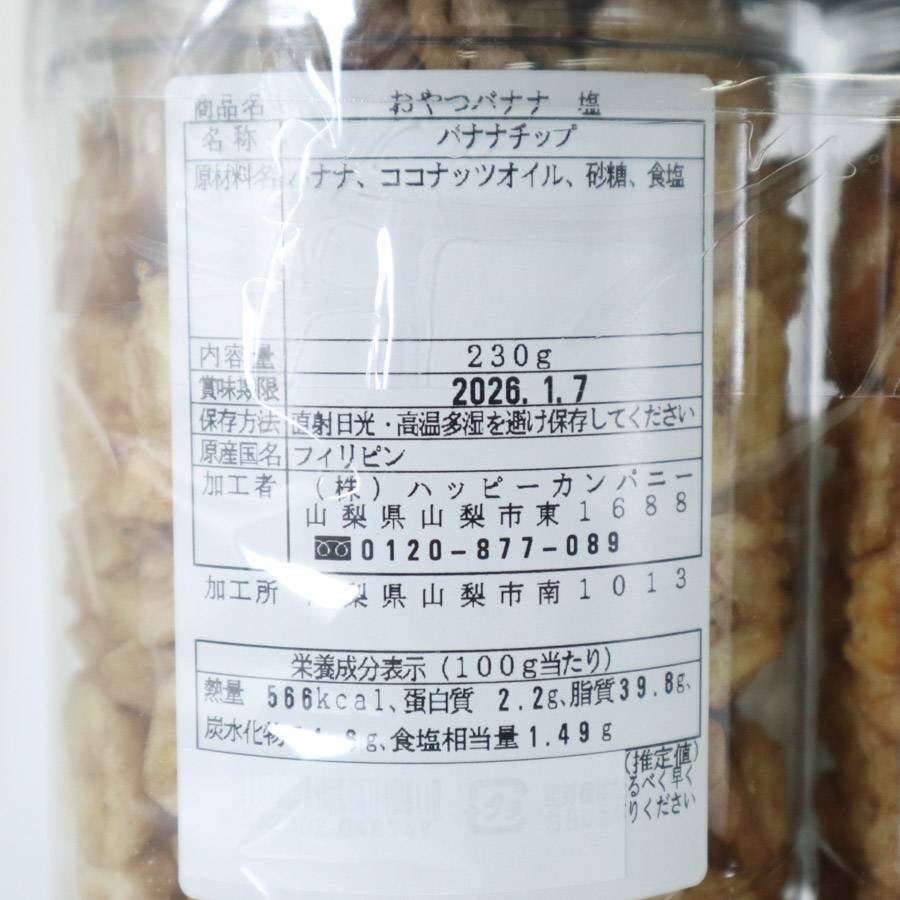 商品名 おやつバナナ 塩
名称 バナナチップ
原材料名 バナナ、ココナッツオイル、砂糖、食塩
内容量 230g
賞味期限 2026.1.7
保存方法 直射日光・高温多湿を避け保存してください
原産国名 フィリピン
加工者 (株)ハッピーカンパニー
山梨県山梨市東1688
0120-877-089
加工所 梨県山梨市南1013
栄養成分表示(100g当たり)
熱量 566kcal、蛋白質 2.2g、脂質39.8g、
炭水化物 g、食塩相当量1.49g
(推定値)
るべく早く
りください